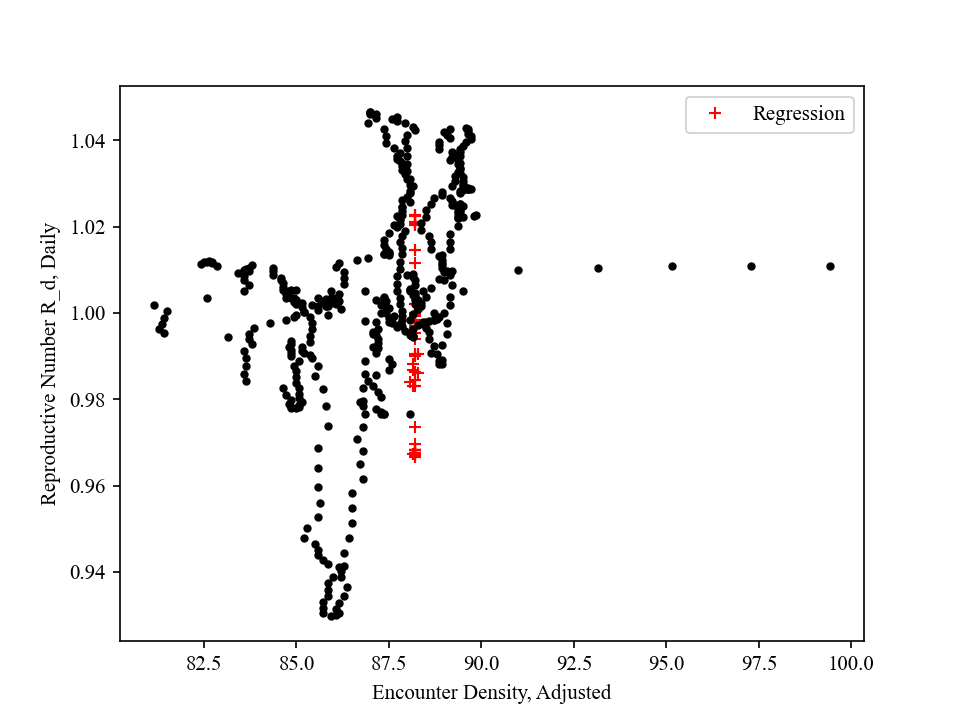 Regression
1.04
1.02
1.00
0.98
0.96
0.94
Reproductive Number R_d, Daily
82.5 85.0 87.5 90.0 92.5 95.0 97.5 100.0
Encounter Density, Adjusted